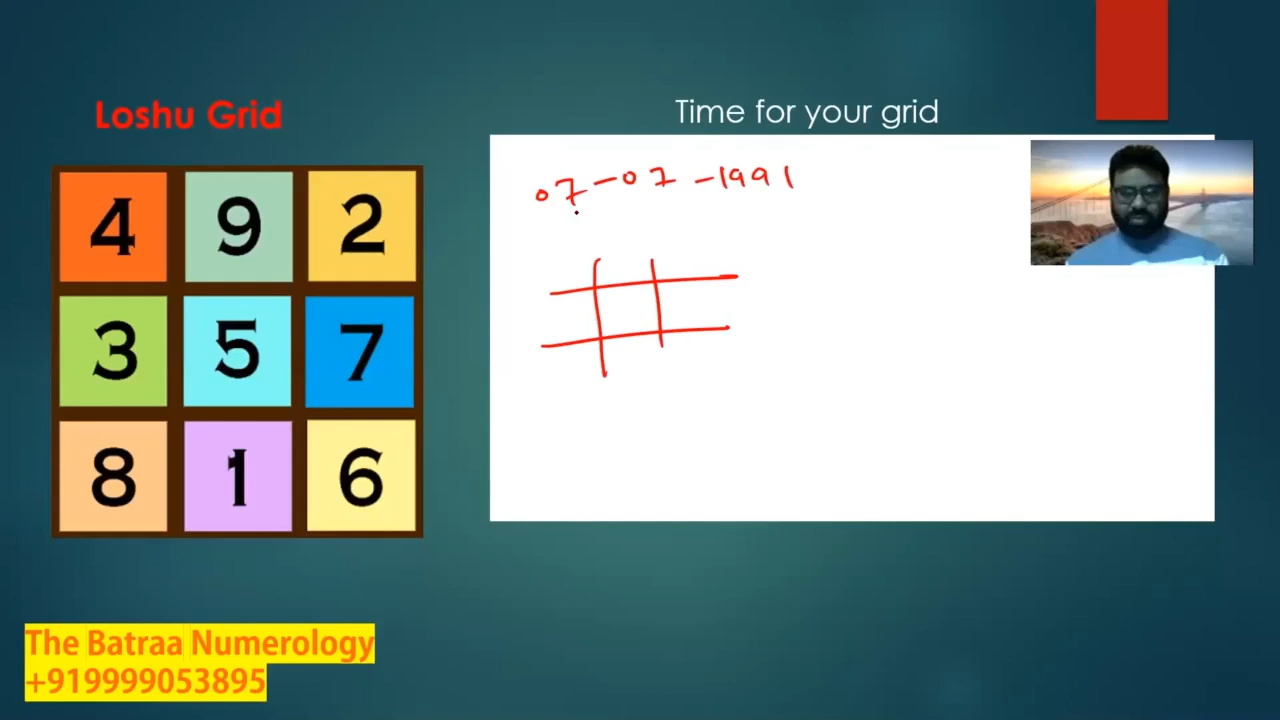 Loshu Grid
Time for your grid
07-07-1991
4 9 2
3 5 7
8 1 6
The Batraa Numerology
+919999053895